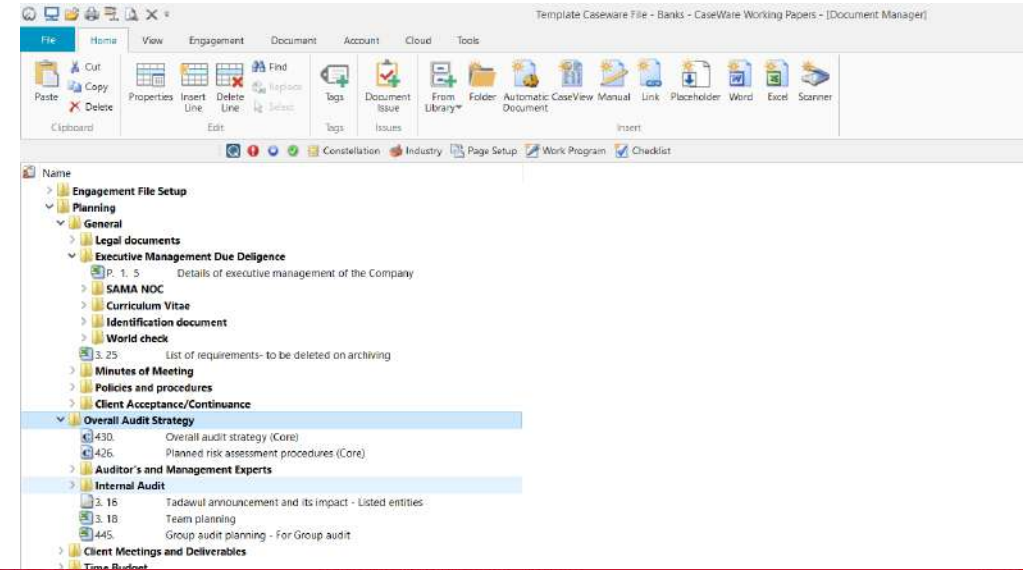 Template Caseware File - Banks - CaseWare Working Papers - [Document Manager]
File Home View Engagement Document Account Cloud Tools
Paste Cut Copy Delete Properties Insert Line Delete Line Find Replace Select Tags Document Issue From Library Folder Automatic Document CaseView Manual Link Placeholder Word Excel Scanner
Clipboard Edit Tags Issues Insert
Constellation Industry Page Setup Work Program Checklist
Name
Engagement File Setup
Planning
General
Legal documents
Executive Management Due Deligence
P. 1. 5 Details of executive management of the Company
SAMA NOC
Curriculum Vitae
Identification document
World check
3. 25 List of requirements- to be deleted on archiving
Minutes of Meeting
Policies and procedures
Client Acceptance/Continuance
Overall Audit Strategy
430. Overall audit strategy (Core)
426. Planned risk assessment procedures (Core)
Auditor's and Management Experts
Internal Audit
3. 16 Tadawul announcement and its impact - Listed entities
3. 18 Team planning
445. Group audit planning - For Group audit
Client Meetings and Deliverables
Time Budget